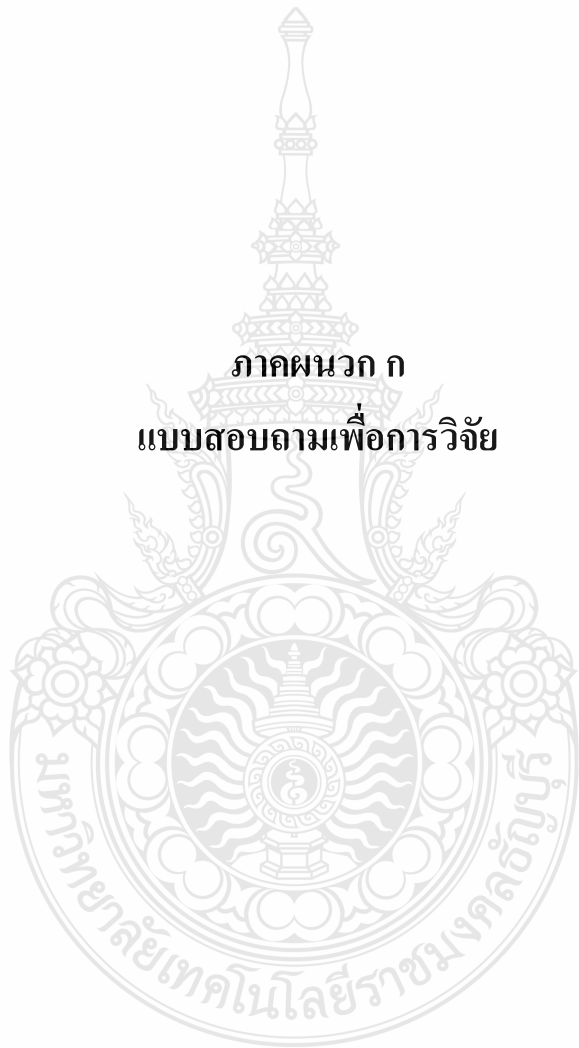 ภาคผนวก ก
แบบสอบถามเพื่อการวิจัย
มหาวิทยาลัยเทคโนโลยีราชมงคลธัญบุรี